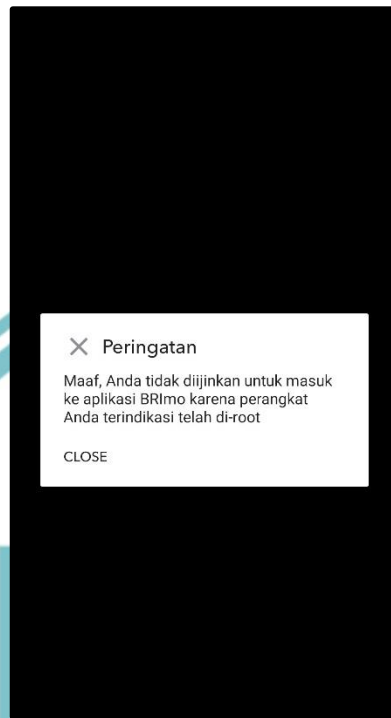 Peringatan
Maaf, Anda tidak diijinkan untuk masuk
ke aplikasi BRImo karena perangkat
Anda terindikasi telah di-root
CLOSE